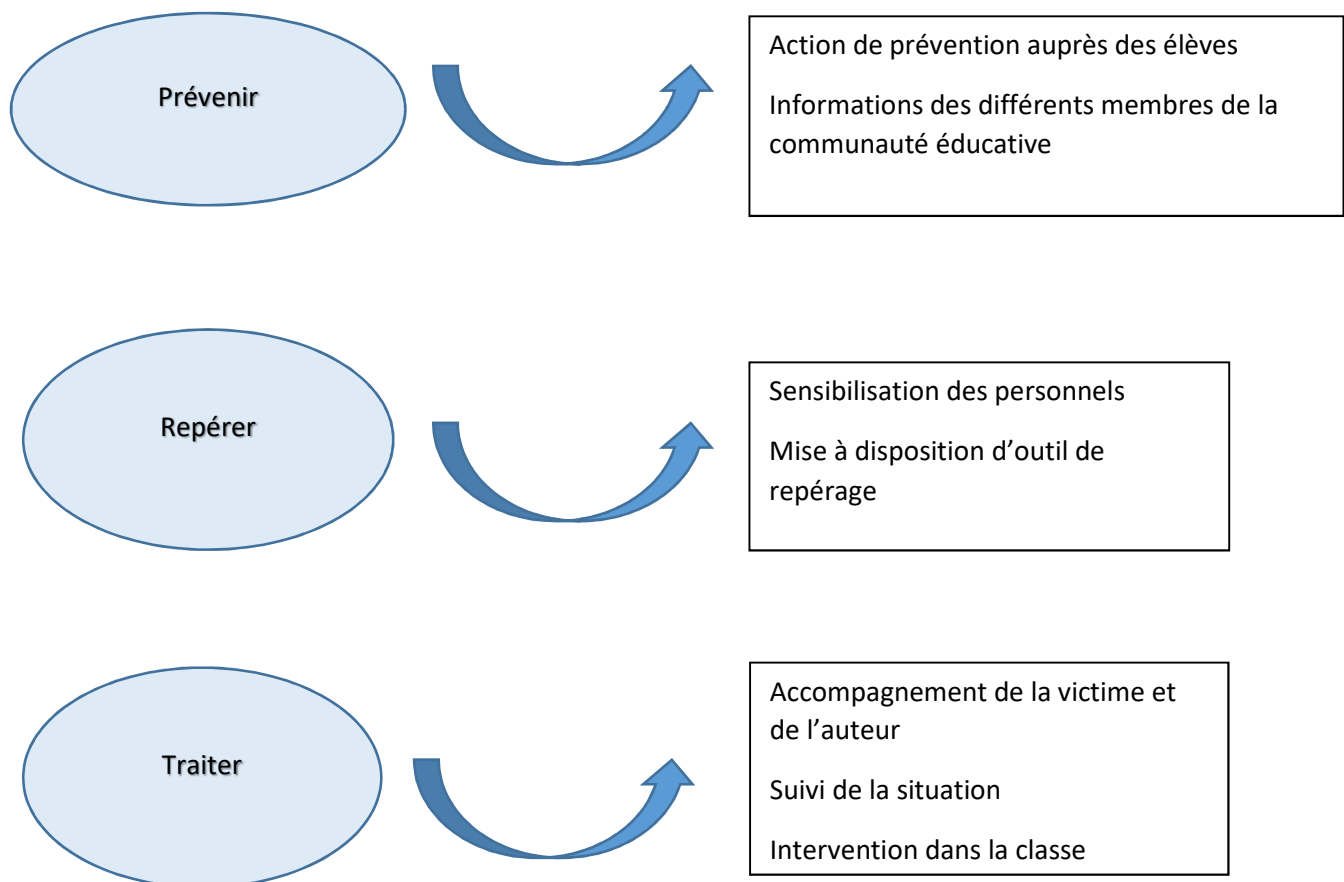 Prévenir
Action de prévention auprès des élèves
Informations des différents membres de la
communauté éducative
Repérer
Sensibilisation des personnels
Mise à disposition d’outil de
repérage
Traiter
Accompagnement de la victime et
de l’auteur
Suivi de la situation
Intervention dans la classe